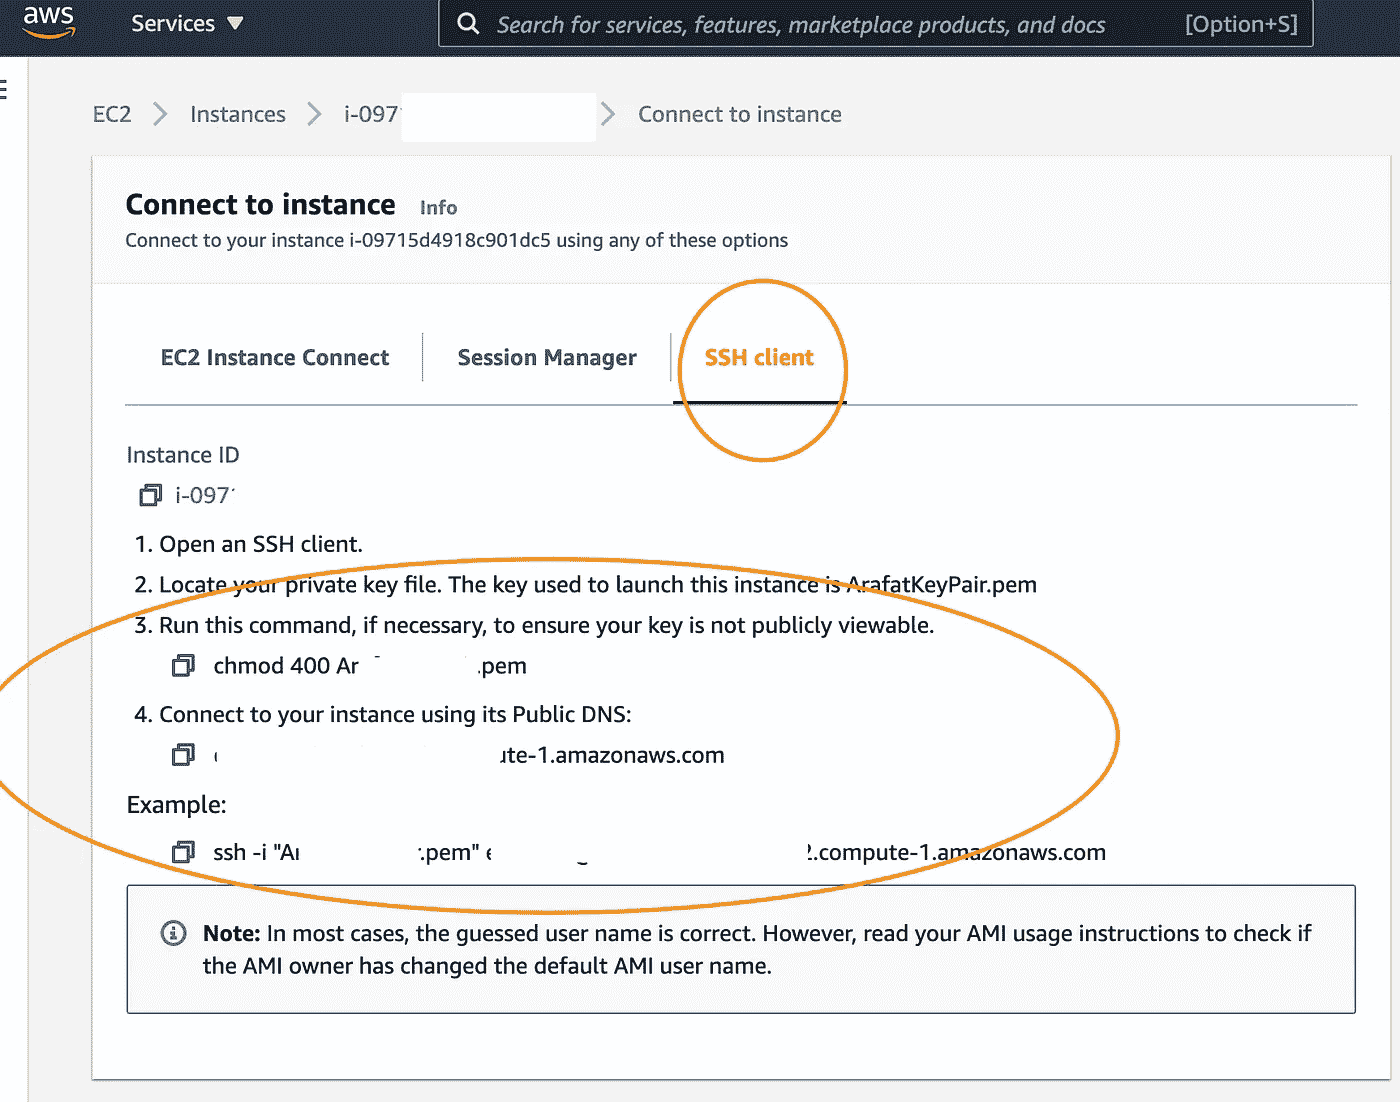 aws Services Search for services, features, marketplace products, and docs [Option+S]
EC2 Instances i-097 Connect to instance
Connect to instance Info
Connect to your instance i-09715d4918c901dc5 using any of these options
EC2 Instance Connect Session Manager SSH client
Instance ID
i-097
1. Open an SSH client.
2. Locate your private key file. The key used to launch this instance is ArafatKeyPair.pem
3. Run this command, if necessary, to ensure your key is not publicly viewable.
chmod 400 Ar .pem
4. Connect to your instance using its Public DNS:
ute-1.amazonaws.com
Example:
ssh -i "Ar r.pem" e 2.compute-1.amazonaws.com
Note: In most cases, the guessed user name is correct. However, read your AMI usage instructions to check if
the AMI owner has changed the default AMI user name.